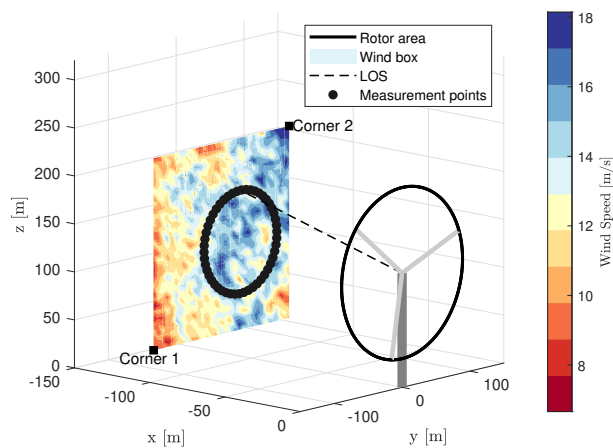 Rotor area
Wind box
LOS
Measurement points
Corner 2
Corner 1
300
250
200
150
100
50
0
z [m]
-150
-100
-50
0
x [m]
-100
0
100
y [m]
18
16
14
12
10
8
Wind Speed [m/s]